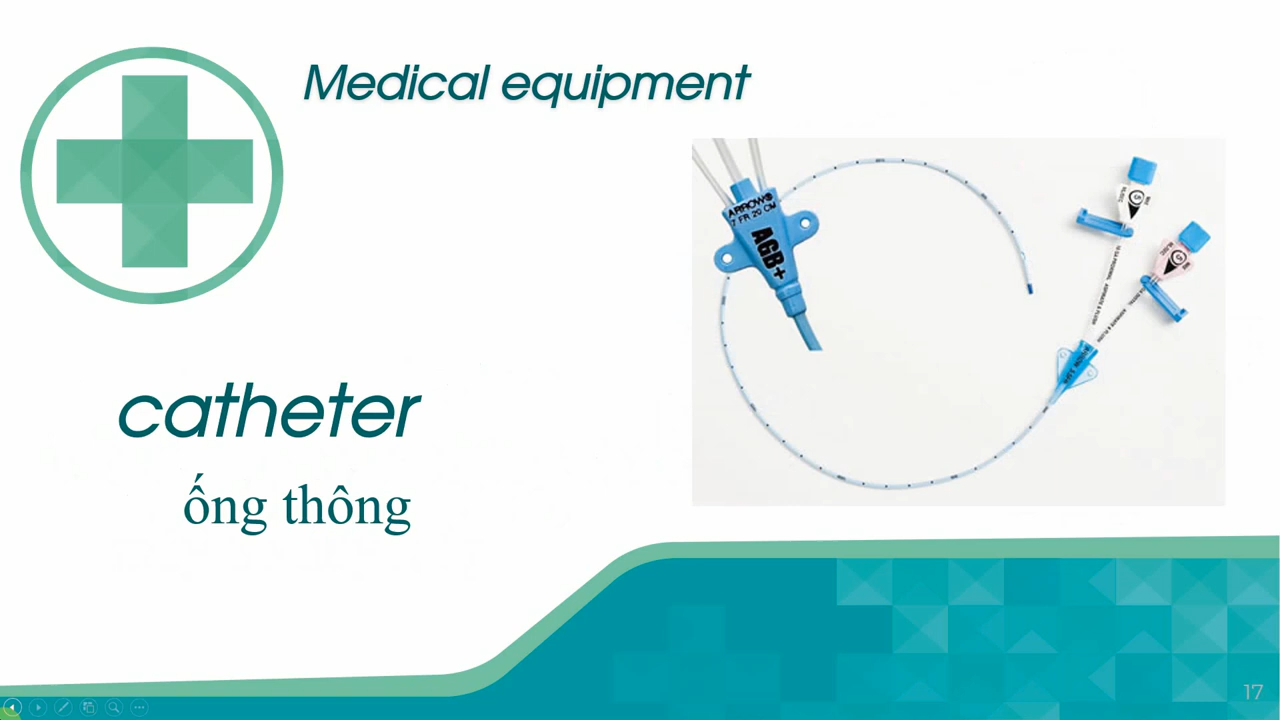 Medical equipment
ARROW®
7 FR 20 CM
AGB+
catheter
ống thông
17